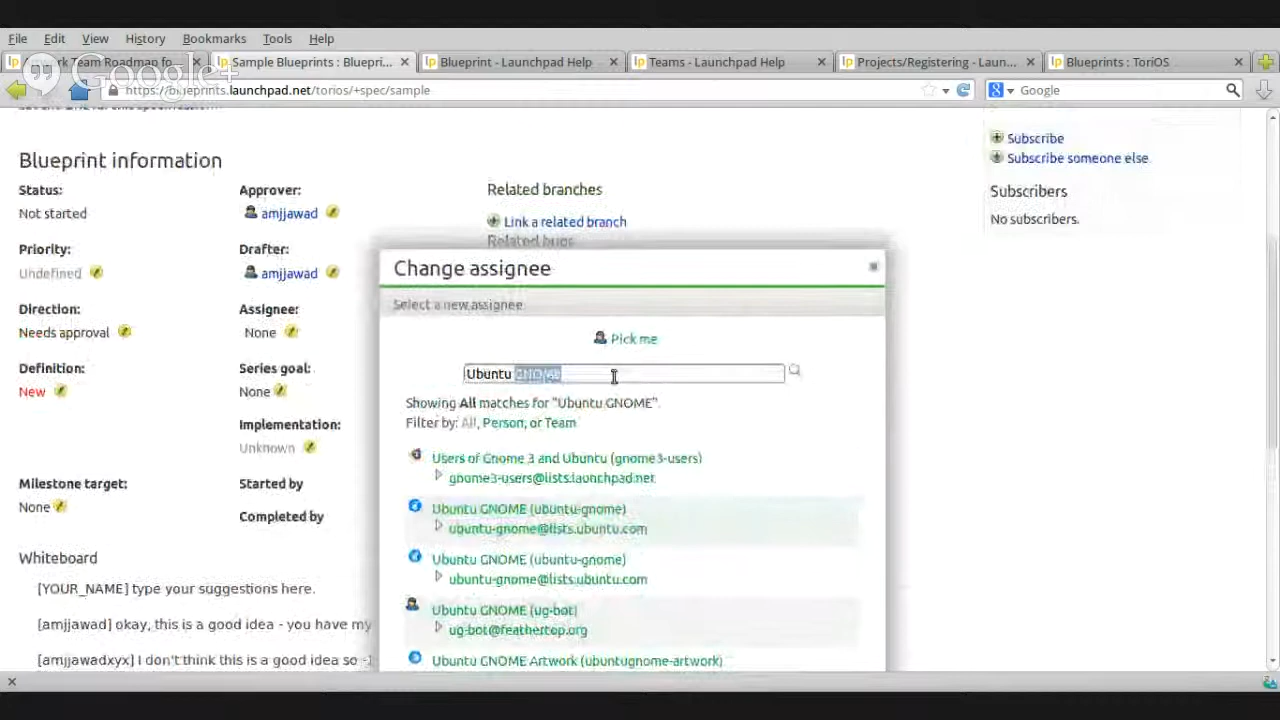 File Edit View History Bookmarks Tools Help
Team Roadmap fo
Sample Blueprints : Bluepri...
Blueprint - Launchpad Help
Teams - Launchpad Help
Projects/Registering - Laun...
Blueprints : ToriOS
Google+
https://blueprints.launchpad.net/torios/+spec/sample
Google
Blueprint information
Status:
Not started
Priority:
Undefined
Direction:
Needs approval
Definition:
New
Milestone target:
None
Approver:
amjjawad
Drafter:
amjjawad
Assignee:
None
Series goal:
None
Implementation:
Unknown
Started by
Completed by
Related branches
Link a related branch
Related bugs
Subscribe
Subscribe someone else
Subscribers
No subscribers.
Change assignee
Select a new assignee
Pick me
Ubuntu GNOME
Showing All matches for "Ubuntu GNOME".
Filter by: All, Person, or Team
Users of Gnome 3 and Ubuntu (gnome3-users)
gnome3-users@lists.launchpad.net
Ubuntu GNOME (ubuntu-gnome)
ubuntu-gnome@lists.ubuntu.com
Ubuntu GNOME (ubuntu-gnome)
ubuntu-gnome@lists.ubuntu.com
Ubuntu GNOME (ug-bot)
ug-bot@feathertop.org
Ubuntu GNOME Artwork (ubuntugnome-artwork)
Whiteboard
[YOUR_NAME] type your suggestions here.
[amjjawad] okay, this is a good idea - you have my
[amjjawadxyx] I don't think this is a good idea so -1